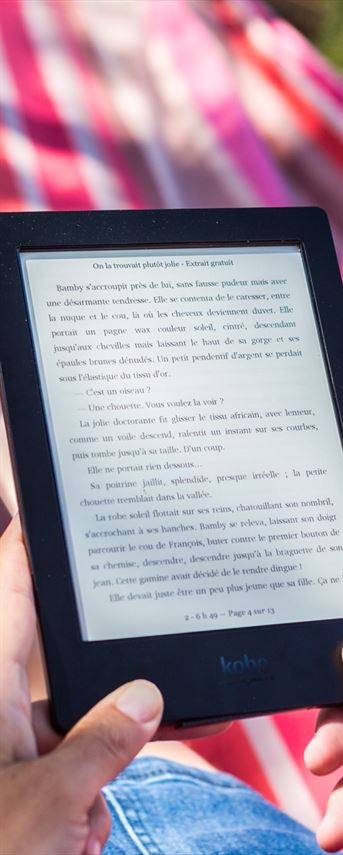 On la trouvait plutôt jolie - Extrait gratuit
Bamby s'accroupit près de lui, sans fausse pudeur mais avec
une désarmante tendresse. Elle se contenta de le caresser, entre
la nuque et le cou, là où les cheveux deviennent duvet. Elle
portait un pagne wax couleur soleil, cintré, descendant
jusqu'aux chevilles mais laissant le haut de sa gorge et ses
épaules brunes dénudés. Un petit pendentif d'argent se perdait
sous l'élastique du tissu d'or.
— C'est un oiseau ?
— Une chouette. Vous voulez la voir ?
La jolie doctorante fit glisser le tissu africain, avec lenteur,
comme un voile descend, ralentit un instant sur ses courbes,
puis tombe jusqu'à sa taille. D'un coup.
Elle ne portait rien dessous...
Sa poitrine jaillit, splendide, presque irréelle ; la petite
chouette tremblait dans la vallée.
La robe soleil flottait sur ses reins, chatouillant son nombril,
s'accrochant à ses hanches. Bamby se releva, laissant son doigt
parcourir le cou de François, buter contre le premier bouton de
sa chemise, descendre, descendre jusqu'à la braguette de son
jean. Cette gamine avait décidé de le rendre dingue !
Elle devait juste être un peu plus jeune que sa fille. Ça ne
2 - 6 h 49 — Page 4 sur 13
kobo